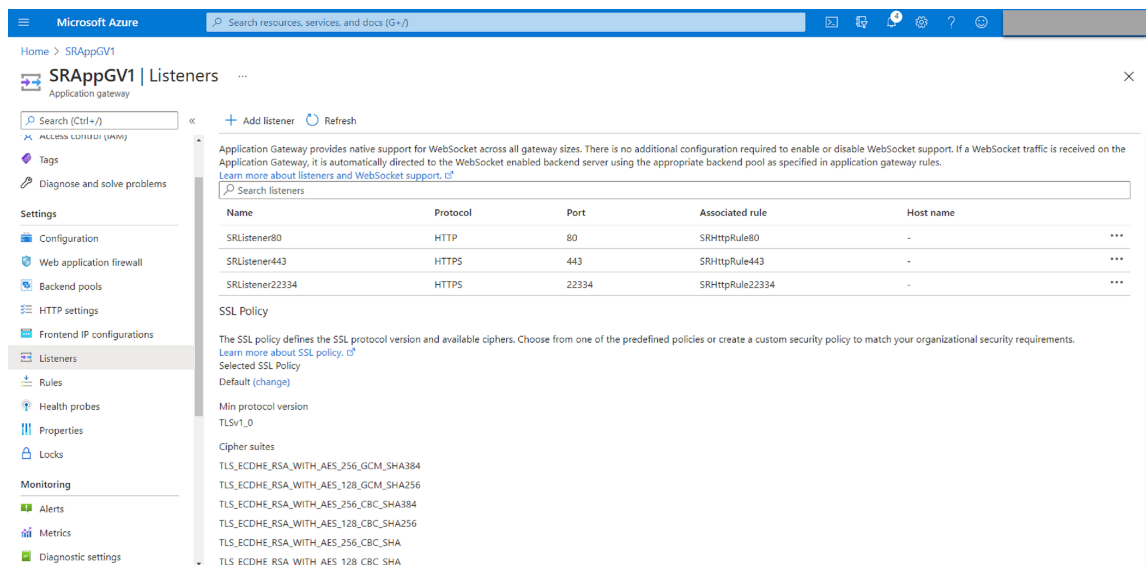 Microsoft Azure
Search resources, services, and docs (G+/)
4
Home > SRAppGV1
SRAppGV1 | Listeners ...
Application gateway
Search (Ctrl+/)
«
Add listener
Refresh
Access control (IAM)
Tags
Diagnose and solve problems
Settings
Configuration
Web application firewall
Backend pools
HTTP settings
Frontend IP configurations
Listeners
Rules
Health probes
Properties
Locks
Monitoring
Alerts
Metrics
Diagnostic settings
Application Gateway provides native support for WebSocket across all gateway sizes. There is no additional configuration required to enable or disable WebSocket support. If a WebSocket traffic is received on the
Application Gateway, it is automatically directed to the WebSocket enabled backend server using the appropriate backend pool as specified in application gateway rules.
Learn more about listeners and WebSocket support.
Search listeners
Name Protocol Port Associated rule Host name
SRListener80 HTTP 80 SRHttpRule80 - ...
SRListener443 HTTPS 443 SRHttpRule443 - ...
SRListener22334 HTTPS 22334 SRHttpRule22334 - ...
SSL Policy
The SSL policy defines the SSL protocol version and available ciphers. Choose from one of the predefined policies or create a custom security policy to match your organizational security requirements.
Learn more about SSL policy.
Selected SSL Policy
Default (change)
Min protocol version
TLSv1_0
Cipher suites
TLS_ECDHE_RSA_WITH_AES_256_GCM_SHA384
TLS_ECDHE_RSA_WITH_AES_128_GCM_SHA256
TLS_ECDHE_RSA_WITH_AES_256_CBC_SHA384
TLS_ECDHE_RSA_WITH_AES_128_CBC_SHA256
TLS_ECDHE_RSA_WITH_AES_256_CBC_SHA
TLS_ECDHE_RSA_WITH_AES_128_CBC_SHA